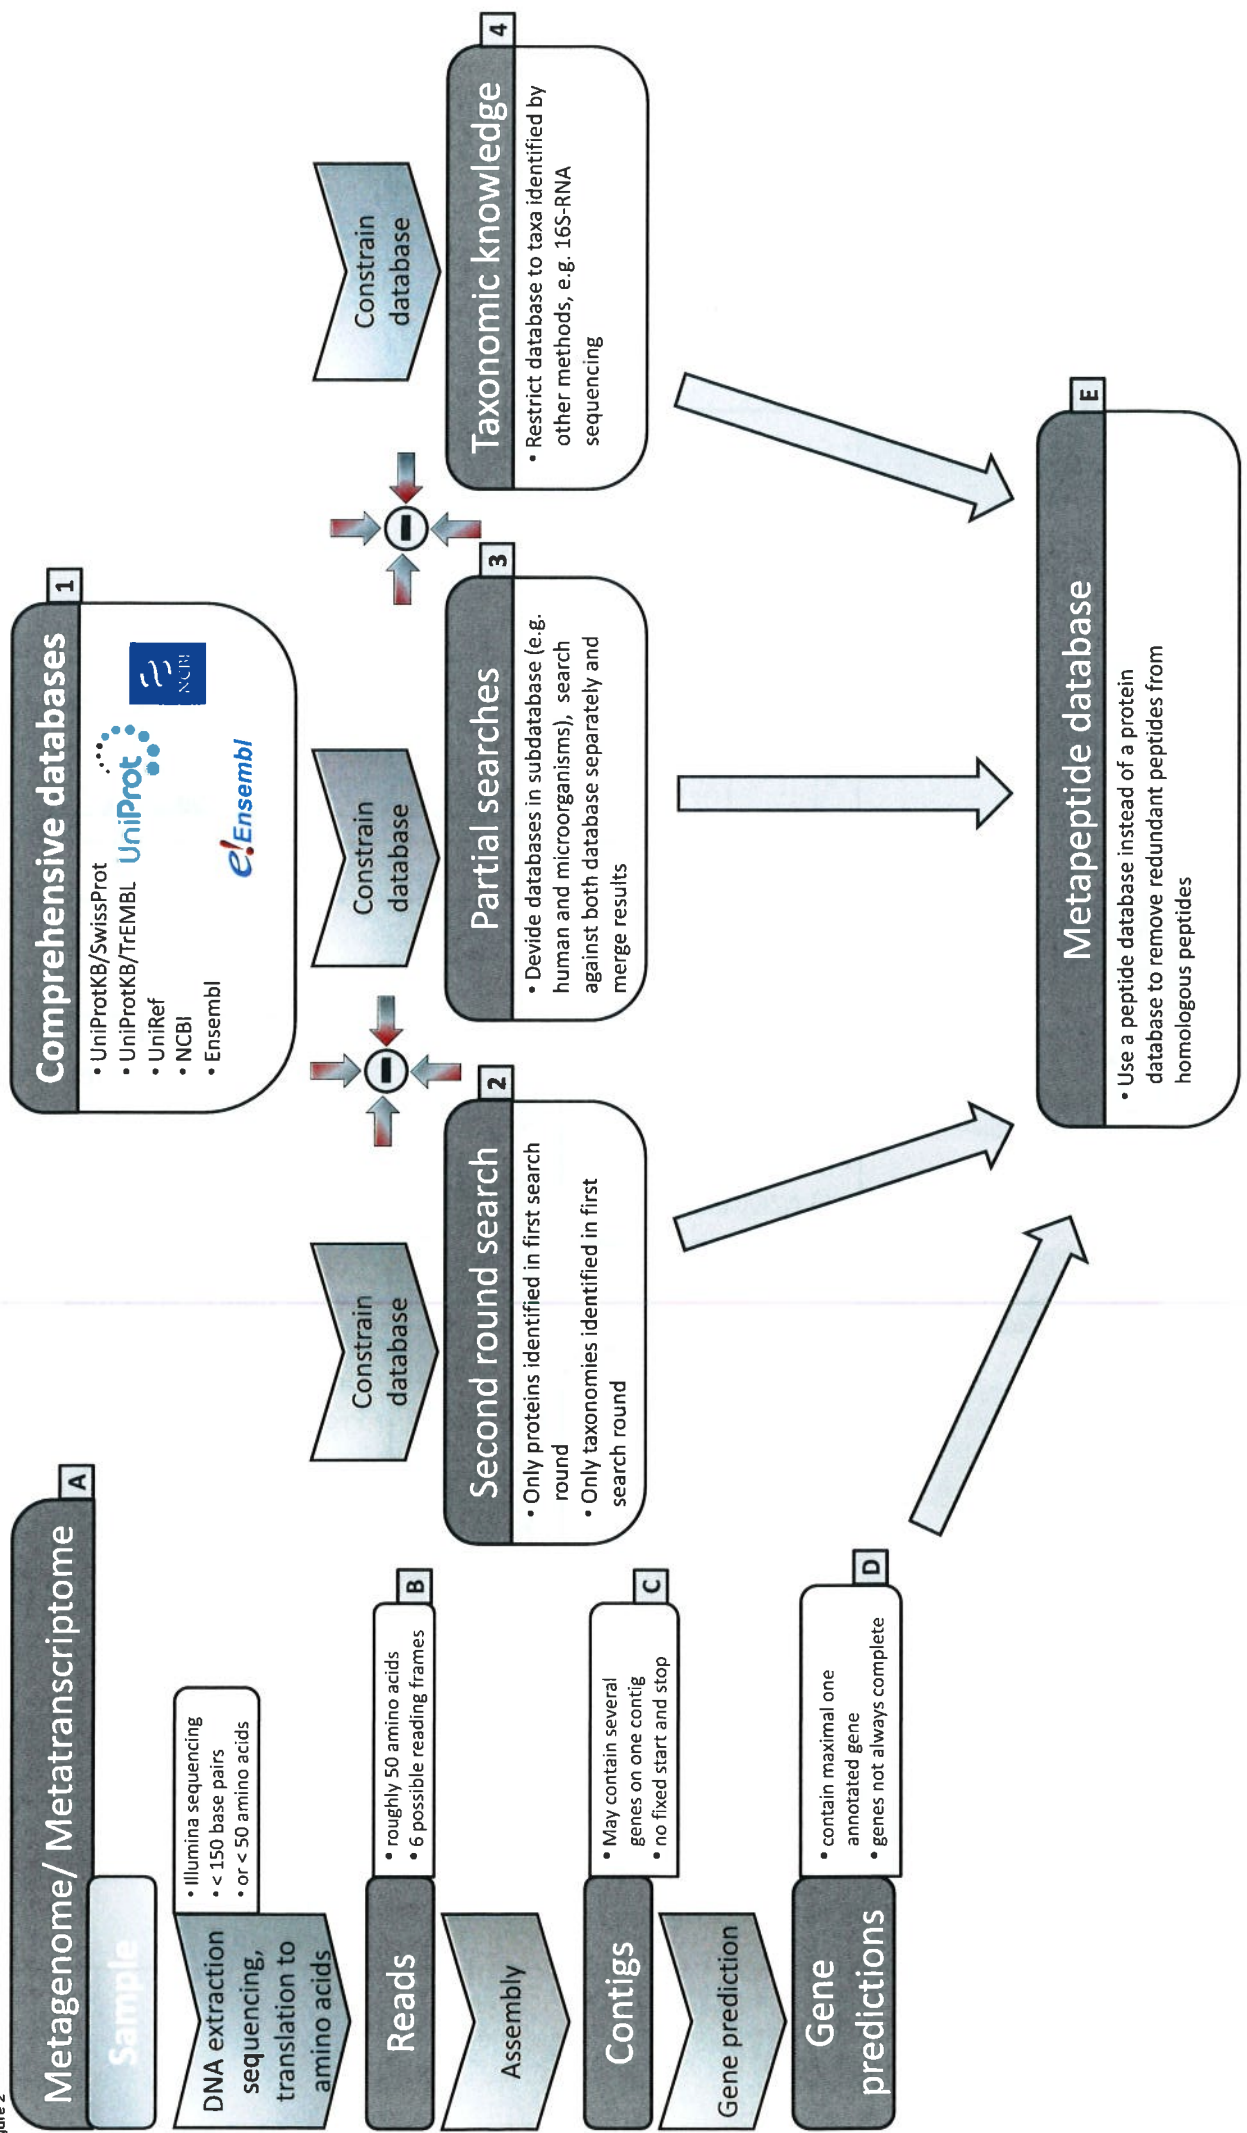 gure 2
Metagenome/ Metatranscriptome
A
Sample
DNA extraction
sequencing,
translation to
amino acids
• Illumina sequencing
• < 150 base pairs
• or < 50 amino acids
Reads
• roughly 50 amino acids
• 6 possible reading frames
B
Assembly
Contigs
• May contain several
genes on one contig
• no fixed start and stop
C
Gene prediction
Gene
predictions
• contain maximal one
annotated gene
• genes not always complete
D
Comprehensive databases
1
• UniProtKB/SwissProt
• UniProtKB/TrEMBL
• UniRef
• NCBI
• Ensembl
UniProt
NCBI
e!Ensembl
Constrain
database
Second round search
2
• Only proteins identified in first search
round
• Only taxonomies identified in first
search round
Constrain
database
Partial searches
3
• Devide databases in subdatabase (e.g.
human and microorganisms), search
against both database separately and
merge results
Constrain
database
Taxonomic knowledge
4
• Restrict database to taxa identified by
other methods, e.g. 16S-RNA
sequencing
Metapeptide database
E
• Use a peptide database instead of a protein
database to remove redundant peptides from
homologous peptides